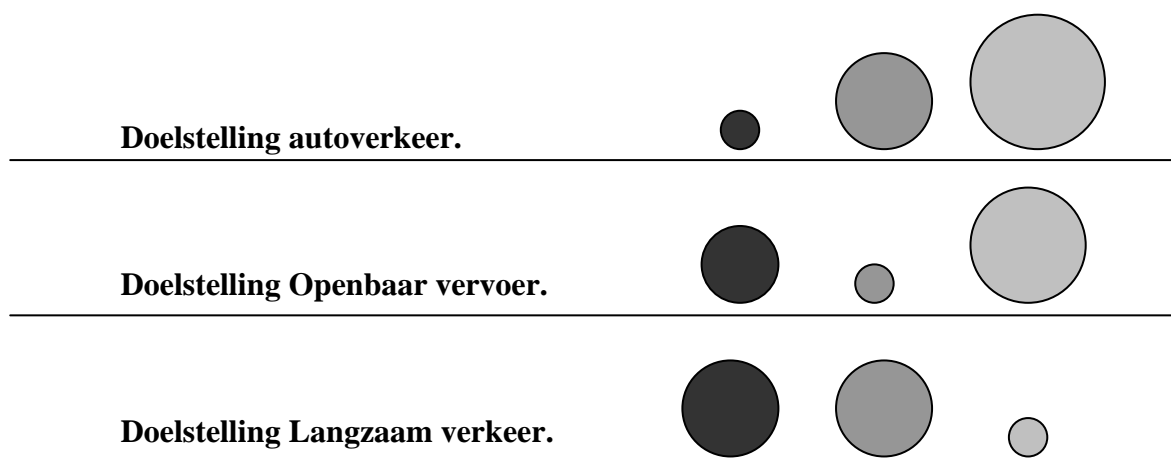 Doelstelling autoverkeer.
Doelstelling Openbaar vervoer.
Doelstelling Langzaam verkeer.